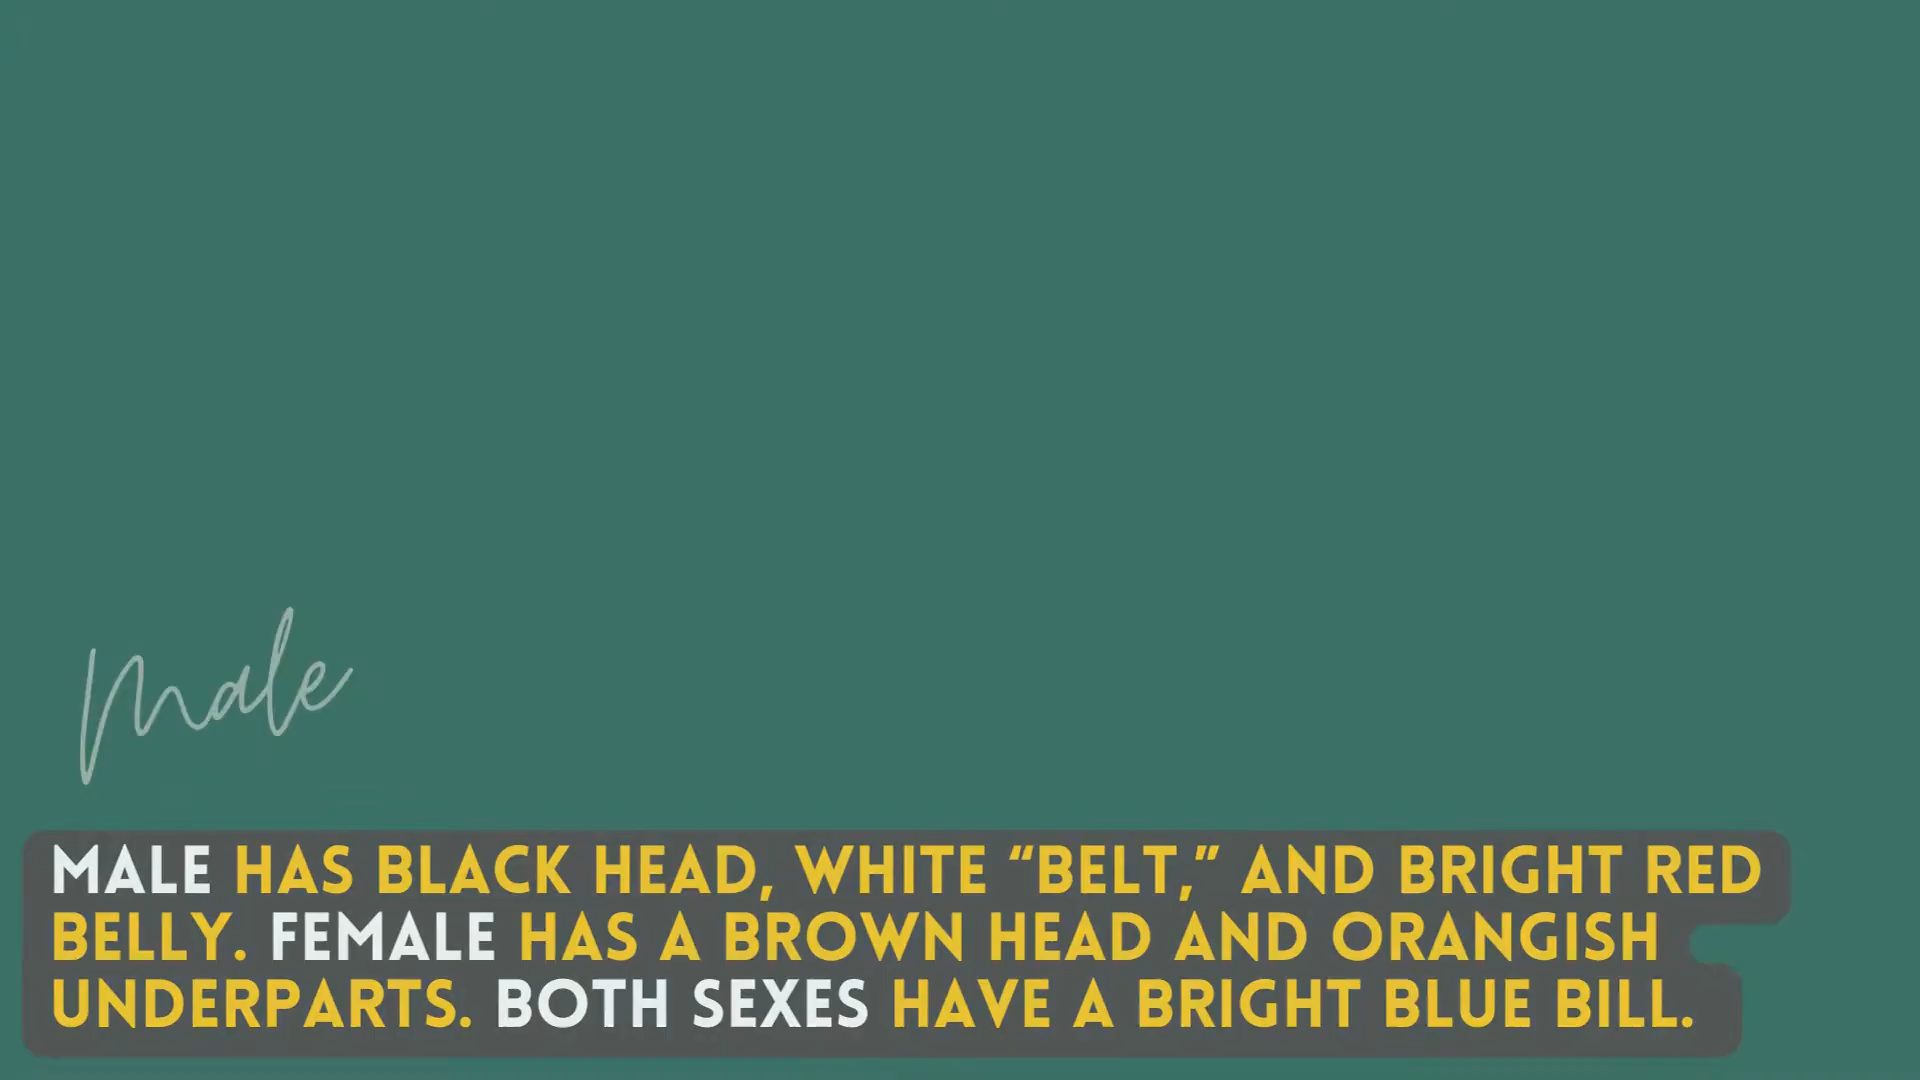 Male
MALE HAS BLACK HEAD, WHITE “BELT,” AND BRIGHT RED
BELLY. FEMALE HAS A BROWN HEAD AND ORANGISH
UNDERPARTS. BOTH SEXES HAVE A BRIGHT BLUE BILL.